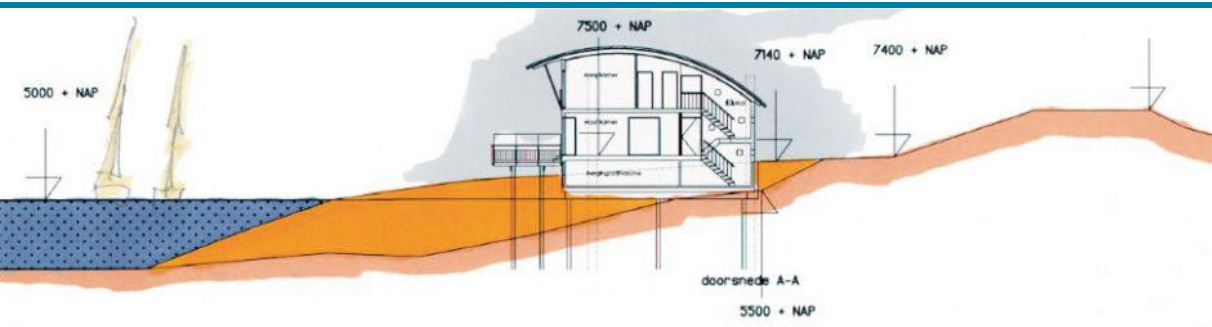 7500 + NAP
7140 + NAP
7400 + NAP
5000 + NAP
doorsnede A-A
5500 + NAP